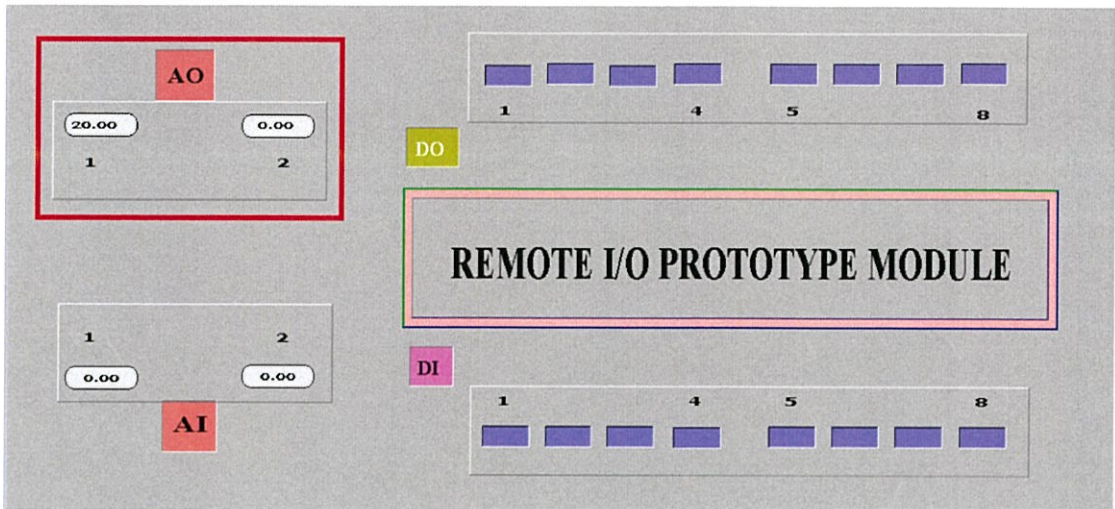 AO
20.00 0.00
1 2
1 4 5 8
DO
REMOTE I/O PROTOTYPE MODULE
1 2
0.00 0.00
AI
DI
1 4 5 8